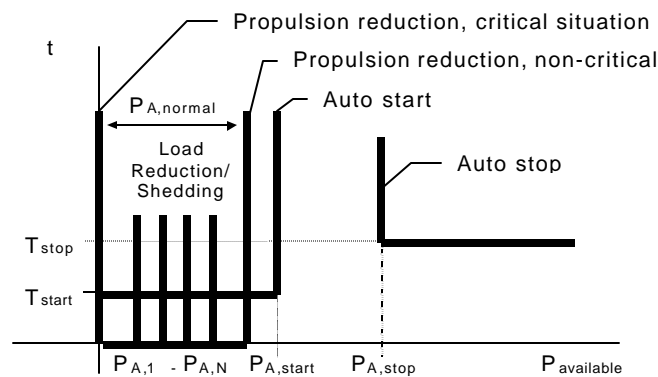 Propulsion reduction, critical situation
t
Propulsion reduction, non-critical
PA,normal
Auto start
Load
Reduction/
Shedding
Auto stop
Tstop
Tstart
PA,1 - PA,N
PA,start
PA,stop
Pavailable